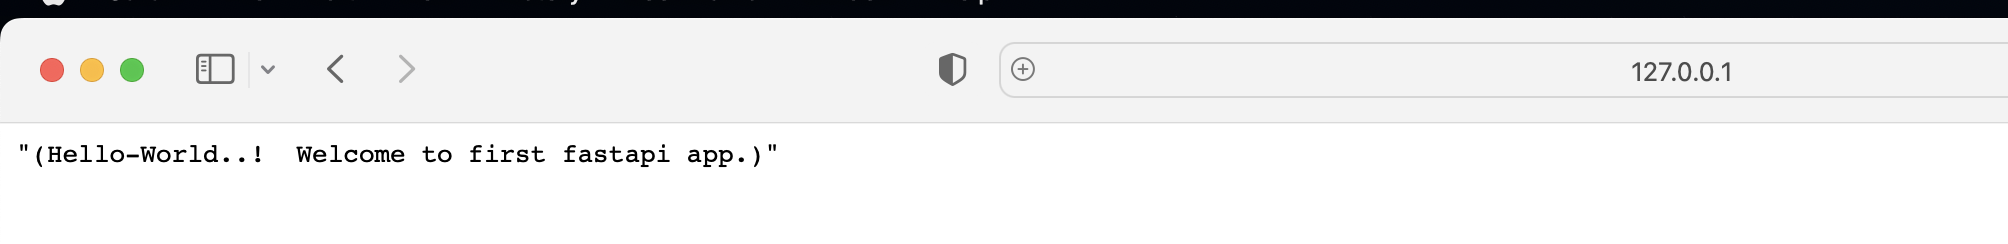 127.0.0.1
"(Hello-World..!  Welcome to first fastapi app.)"